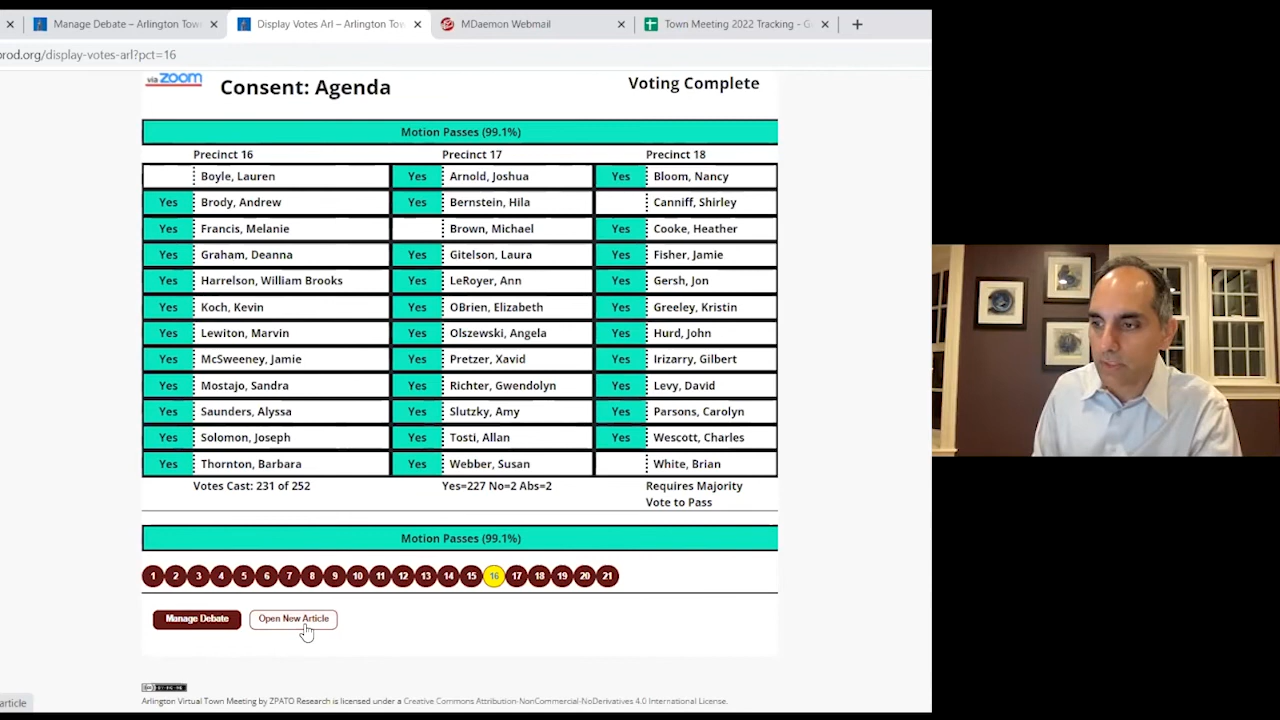 Manage Debate – Arlington Town
Display Votes Arl – Arlington Tow
MDaemon Webmail
Town Meeting 2022 Tracking - G
prod.org/display-votes-arl?pct=16
via zoom
Consent: Agenda
Voting Complete
Motion Passes (99.1%)
Precinct 16 Precinct 17 Precinct 18
Boyle, Lauren Yes Arnold, Joshua Yes Bloom, Nancy
Yes Brody, Andrew Yes Bernstein, Hila Canniff, Shirley
Yes Francis, Melanie Brown, Michael Yes Cooke, Heather
Yes Graham, Deanna Yes Gitelson, Laura Yes Fisher, Jamie
Yes Harrelson, William Brooks Yes LeRoyer, Ann Yes Gersh, Jon
Yes Koch, Kevin Yes OBrien, Elizabeth Yes Greeley, Kristin
Yes Lewiton, Marvin Yes Olszewski, Angela Yes Hurd, John
Yes McSweeney, Jamie Yes Pretzer, Xavid Yes Irizarry, Gilbert
Yes Mostajo, Sandra Yes Richter, Gwendolyn Yes Levy, David
Yes Saunders, Alyssa Yes Slutzky, Amy Yes Parsons, Carolyn
Yes Solomon, Joseph Yes Tosti, Allan Yes Wescott, Charles
Yes Thornton, Barbara Yes Webber, Susan White, Brian
Votes Cast: 231 of 252 Yes=227 No=2 Abs=2 Requires Majority
Vote to Pass
Motion Passes (99.1%)
1 2 3 4 5 6 7 8 9 10 11 12 13 14 15 16 17 18 19 20 21
Manage Debate Open New Article
article
Arlington Virtual Town Meeting by ZPATO Research is licensed under a Creative Commons Attribution-NonCommercial-NoDerivatives 4.0 International License.